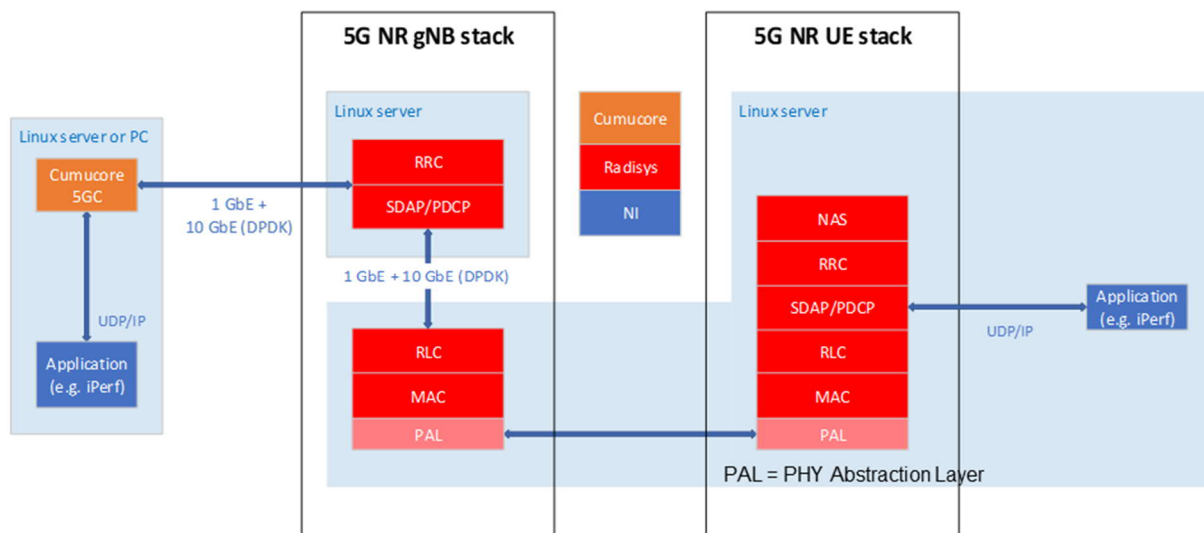 5G NR gNB stack
5G NR UE stack
Linux server or PC
Cumucore
5GC
1 GbE +
10 GbE (DPDK)
UDP/IP
Application
(e.g. iPerf)
Linux server
RRC
SDAP/PDCP
1 GbE + 10 GbE (DPDK)
RLC
MAC
PAL
Cumucore
Radisys
NI
Linux server
NAS
RRC
SDAP/PDCP
RLC
MAC
PAL
PAL = PHY Abstraction Layer
UDP/IP
Application
(e.g. iPerf)